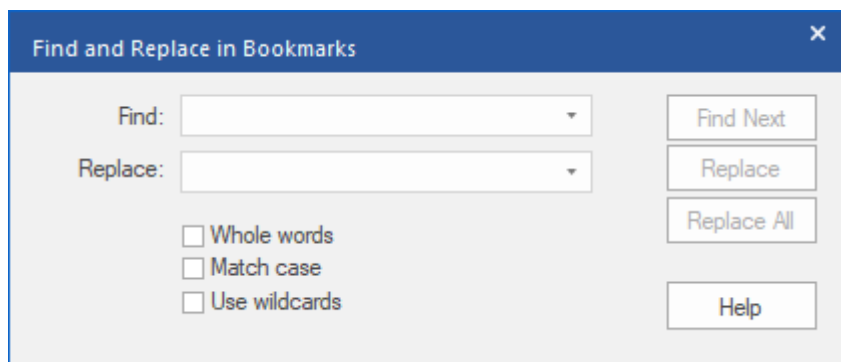 Find and Replace in Bookmarks
Find:
Find Next
Replace:
Replace
Replace All
Whole words
Match case
Use wildcards
Help